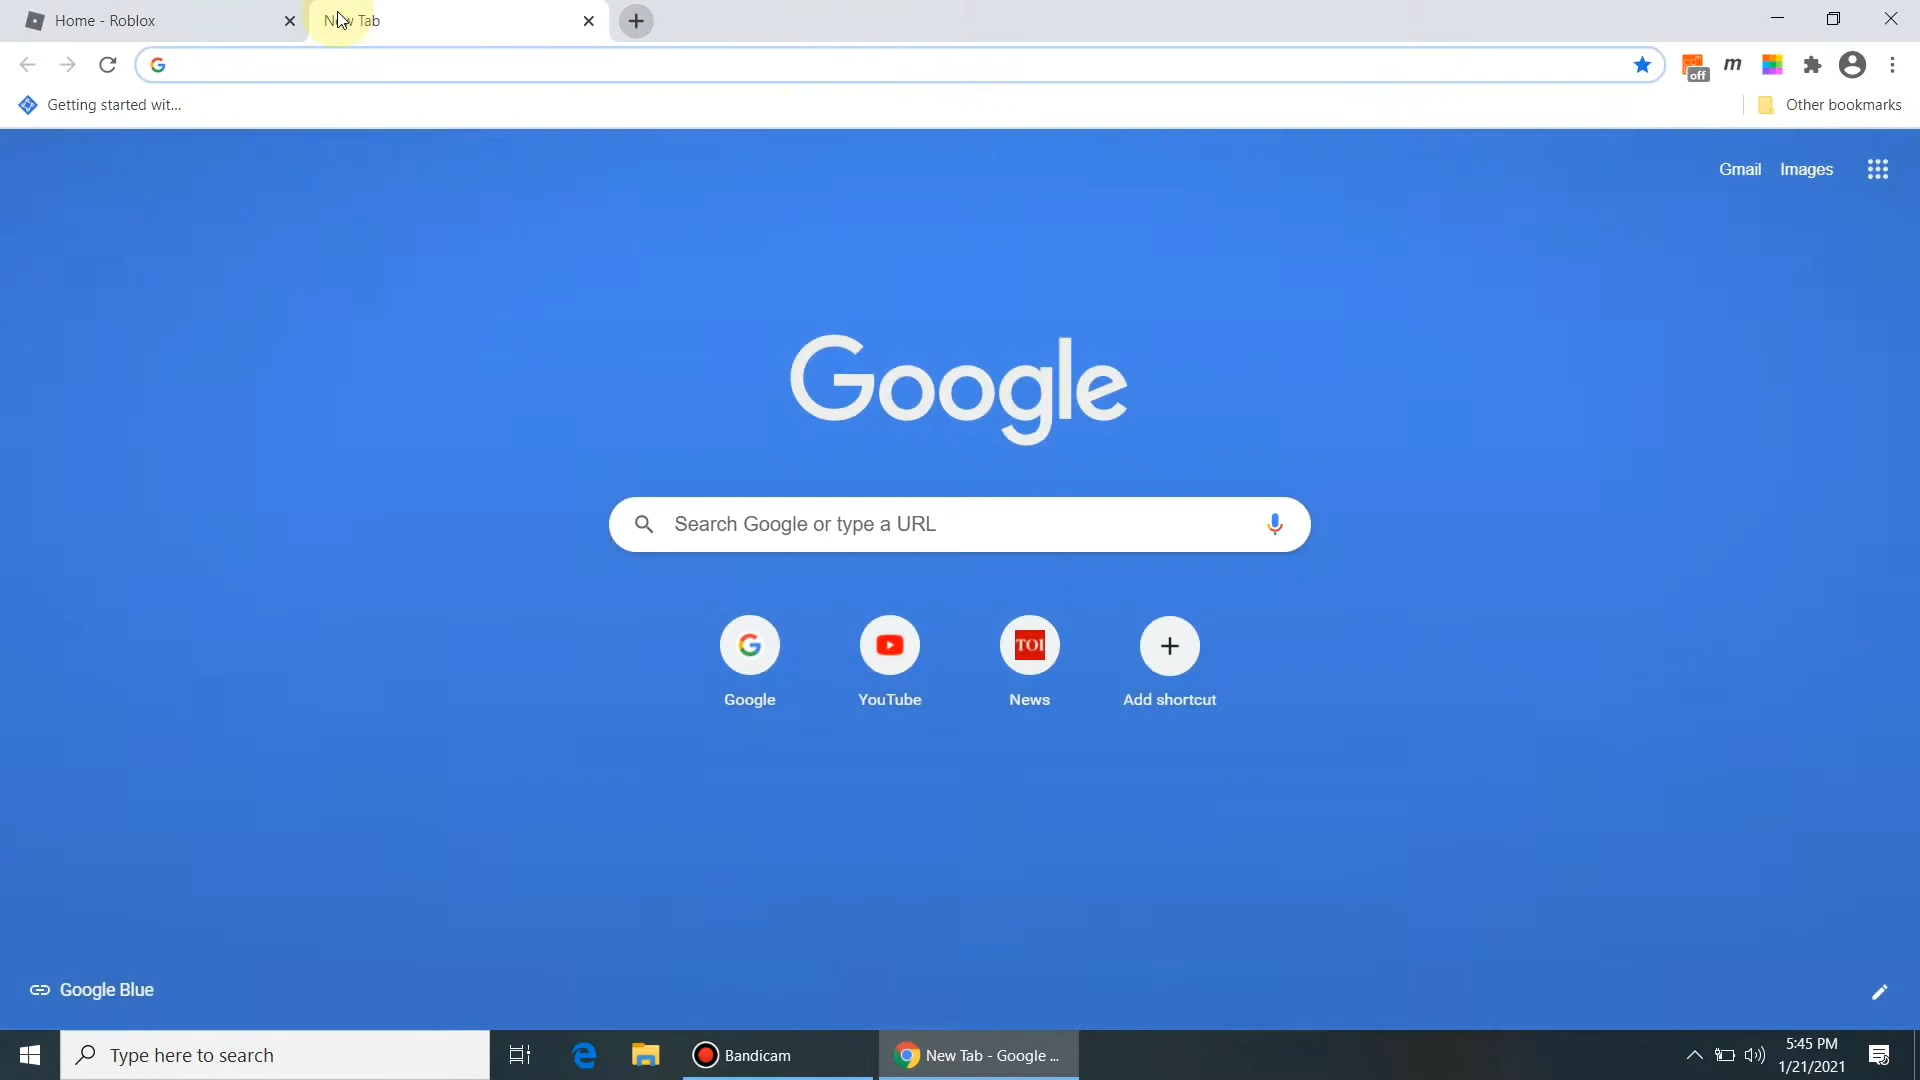 Home - Roblox
New Tab
off
m
Getting started wit...
Other bookmarks
Gmail
Images
Google
Search Google or type a URL
TOI
Google
YouTube
News
Add shortcut
Google Blue
Type here to search
Bandicam
New Tab - Google ...
5:45 PM
1/21/2021